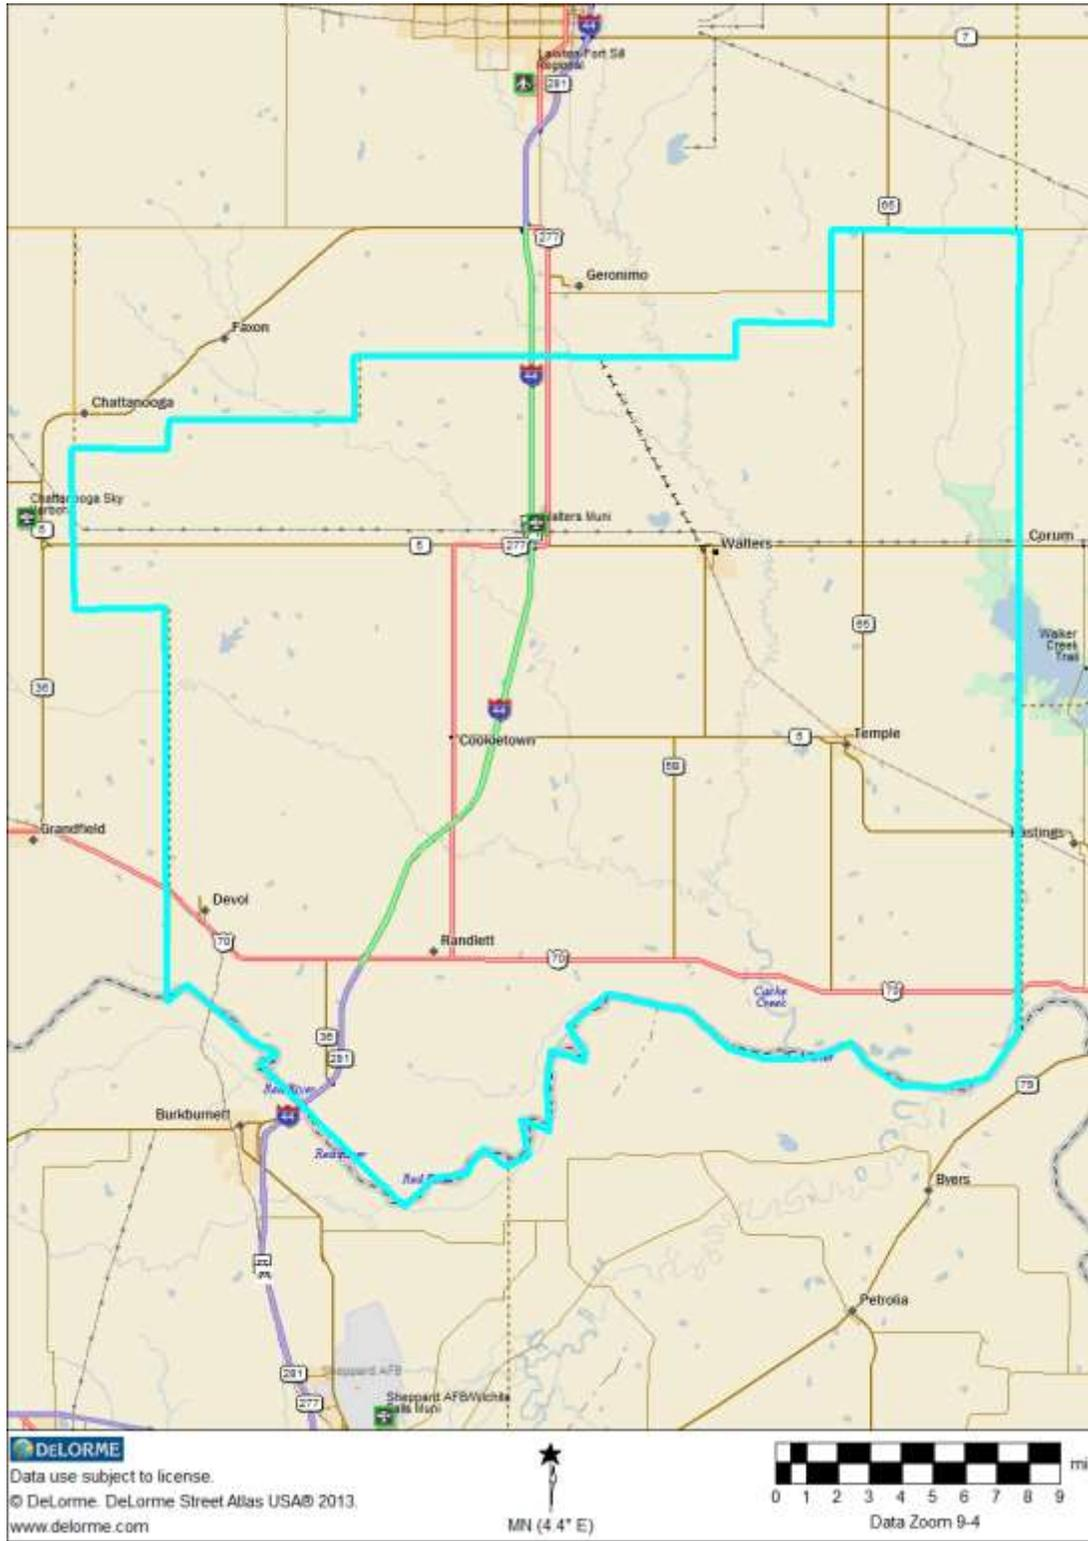 44
7
Lawton-Fort Sill
Regional
281
65
277
Geronimo
Faxon
44
Chattanooga
Chattanooga Sky
Harbor
Walters Muni
5
5
277
Walters
Corum
65
Walker
Creek
Trail
36
44
Cookietown
5
Temple
5B
Grandfield
Hastings
Devol
70
Randlett
70
70
Cache
Creek
36
281
Red River
79
44
Burkburnett
Red River
Red River
Byers
Petrolia
281
Sheppard AFB
277
Sheppard AFB/Wichita
Falls Muni
DELORME
Data use subject to license.
© DeLorme. DeLorme Street Atlas USA® 2013.
www.delorme.com
MN (4.4° E)
mi
0 1 2 3 4 5 6 7 8 9
Data Zoom 9-4